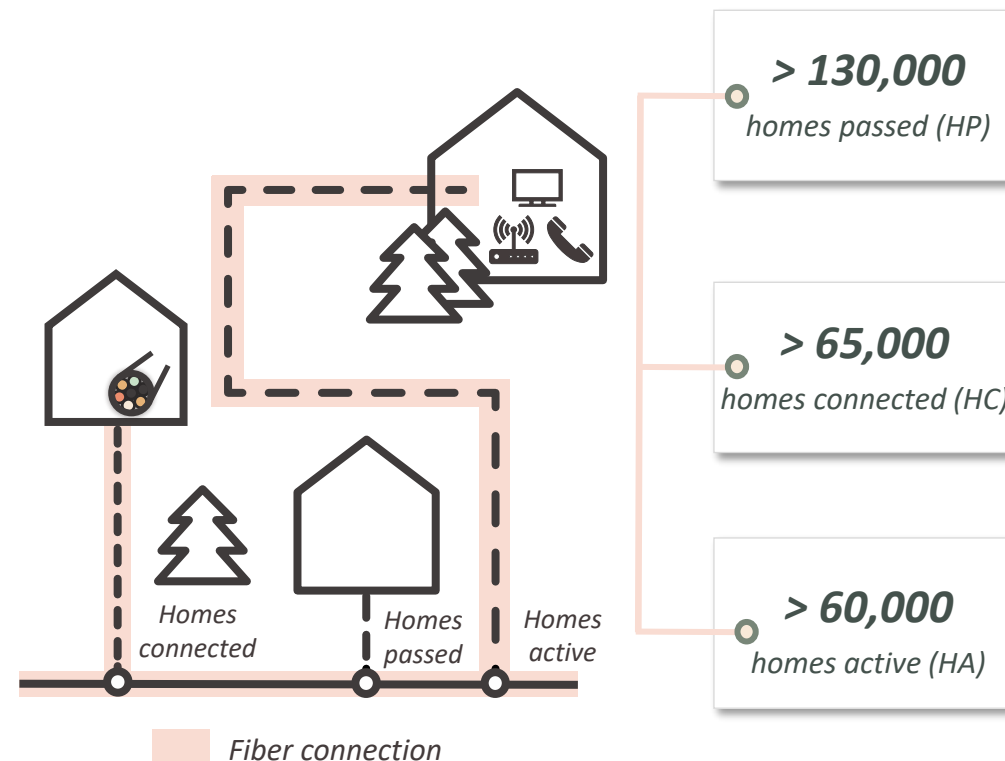 > 130,000
homes passed (HP)
> 65,000
homes connected (HC)
> 60,000
homes active (HA)
Homes
connected
Homes
passed
Homes
active
Fiber connection